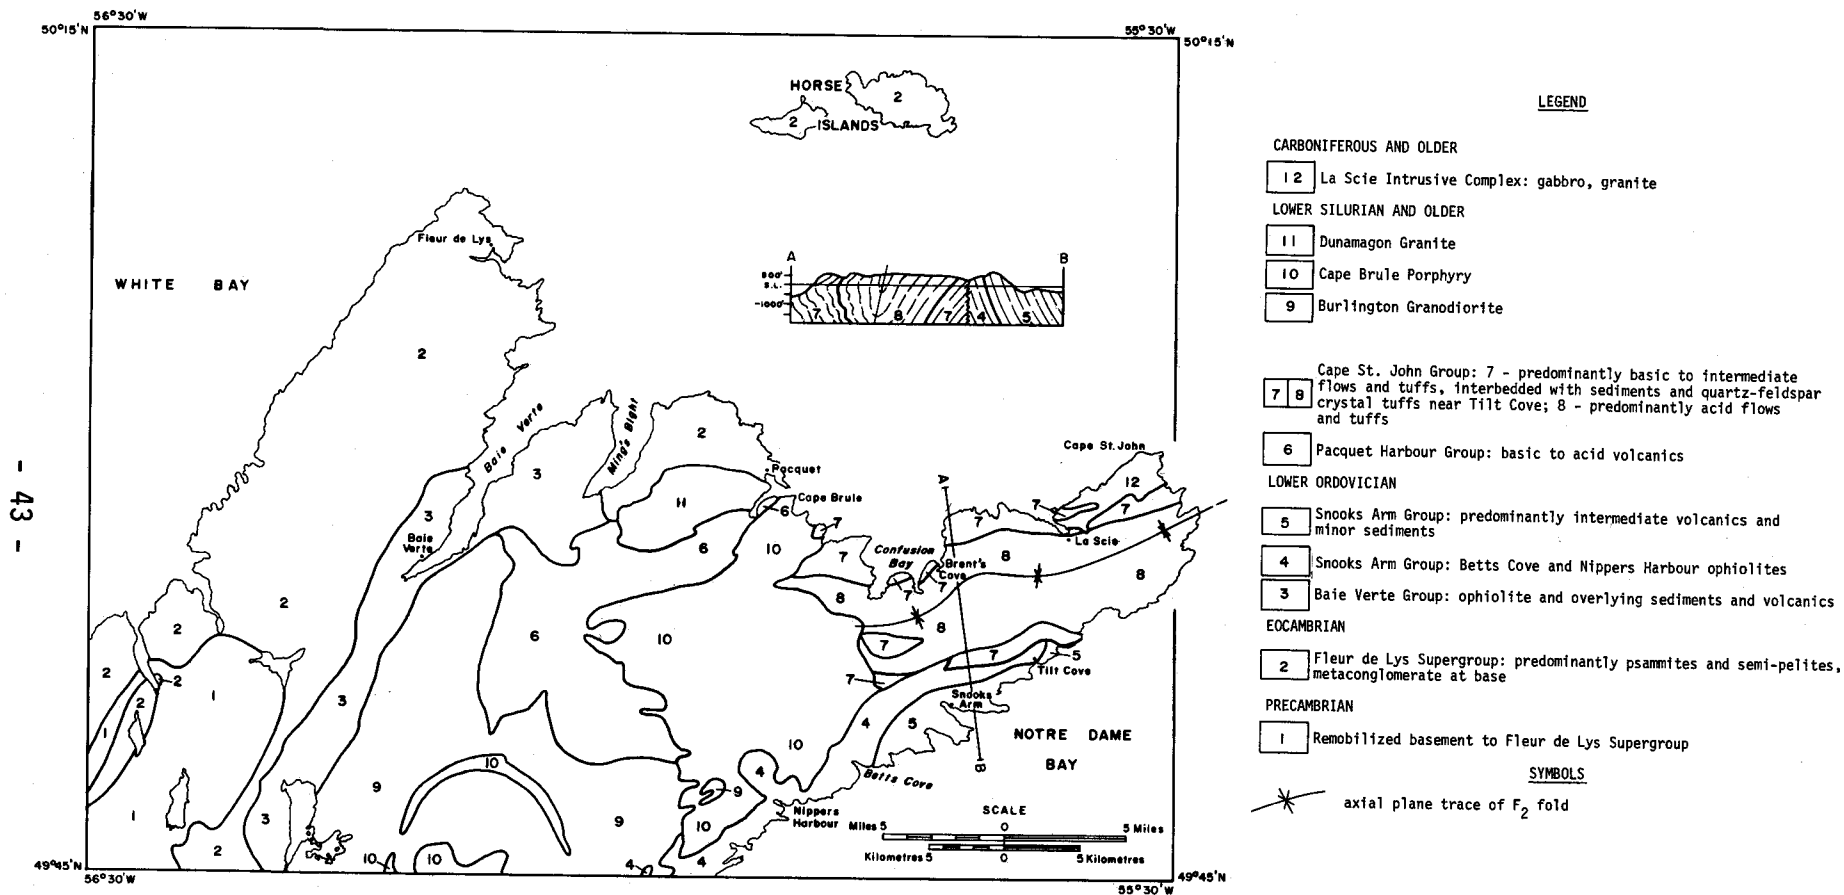 56°30'W
50°15'N
55°30'W
50°15'N
HORSE
ISLANDS
2
2
Fleur de Lys
WHITE BAY
A
B
500'
S.L.
-1000'
7
8
7
4
5
2
Baie Verte
Ming's Bight
2
Pacquet
Cape Brule
Cape St. John
3
3
11
6
7
A
7
7
12
7
La Scie
Baie
Verte
6
10
7
Confusion
Bay
Brent's
Cove
8
7
7
8
8
8
2
2
6
10
7
7
5
Tilt Cove
2
2
1
2
3
7
Snooks
Arm
4
5
1
10
NOTRE DAME
BAY
B
10
9
4
9
Betts Cove
1
3
9
10
Nippers
Harbour
2
10
10
4
4
SCALE
Miles 5 0 5 Miles
Kilometres 5 0 5 Kilometres
49°45'N
56°30'W
49°45'N
55°30'W
- 43 -
LEGEND
CARBONIFEROUS AND OLDER
12 La Scie Intrusive Complex: gabbro, granite
LOWER SILURIAN AND OLDER
11 Dunamagon Granite
10 Cape Brule Porphyry
9 Burlington Granodiorite
Cape St. John Group: 7 - predominantly basic to intermediate
7 8 flows and tuffs, interbedded with sediments and quartz-feldspar
crystal tuffs near Tilt Cove; 8 - predominantly acid flows
and tuffs
6 Pacquet Harbour Group: basic to acid volcanics
LOWER ORDOVICIAN
5 Snooks Arm Group: predominantly intermediate volcanics and
minor sediments
4 Snooks Arm Group: Betts Cove and Nippers Harbour ophiolites
3 Baie Verte Group: ophiolite and overlying sediments and volcanics
EOCAMBRIAN
2 Fleur de Lys Supergroup: predominantly psammites and semi-pelites,
metaconglomerate at base
PRECAMBRIAN
1 Remobilized basement to Fleur de Lys Supergroup
SYMBOLS
axial plane trace of F2 fold